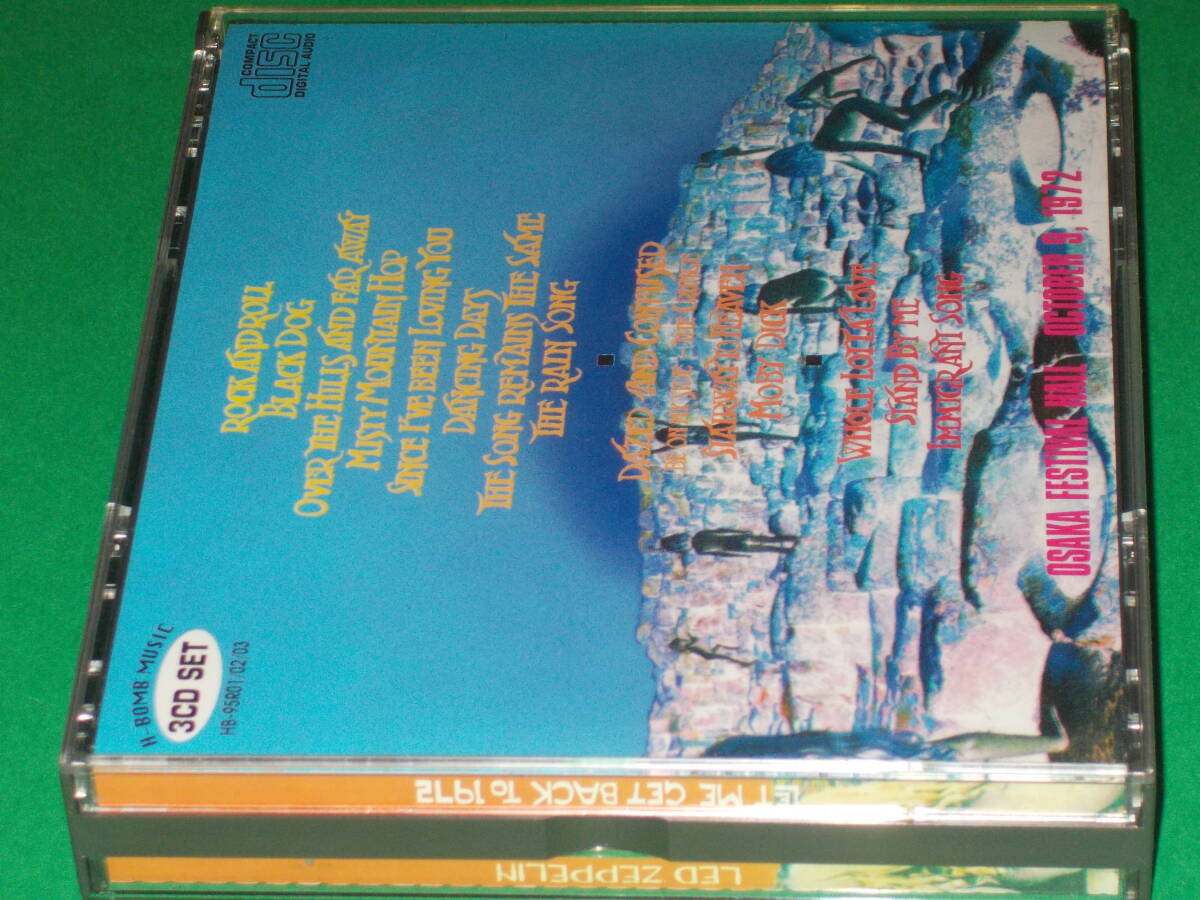 H-BOMB MUSIC
3CD SET
HB-95R01/02/03
COMPACT
disc
DIGITAL AUDIO
ROCK AND ROLL
BLACK DOG
OVER THE HILLS AND FAR AWAY
MISTY MOUNTAIN HOP
SINCE I'VE BEEN LOVING YOU
DANCING DAYS
THE SONG REMAINS THE SAME
THE RAIN SONG
DAZED AND CONFUSED
STAIRWAY TO HEAVEN
MOBY DICK
WHOLE LOTTA LOVE
STAND BY ME
IMMIGRANT SONG
OSAKA FESTIVAL HALL OCTOBER 9, 1972
LET ME GET BACK TO 1972
LED ZEPPELIN